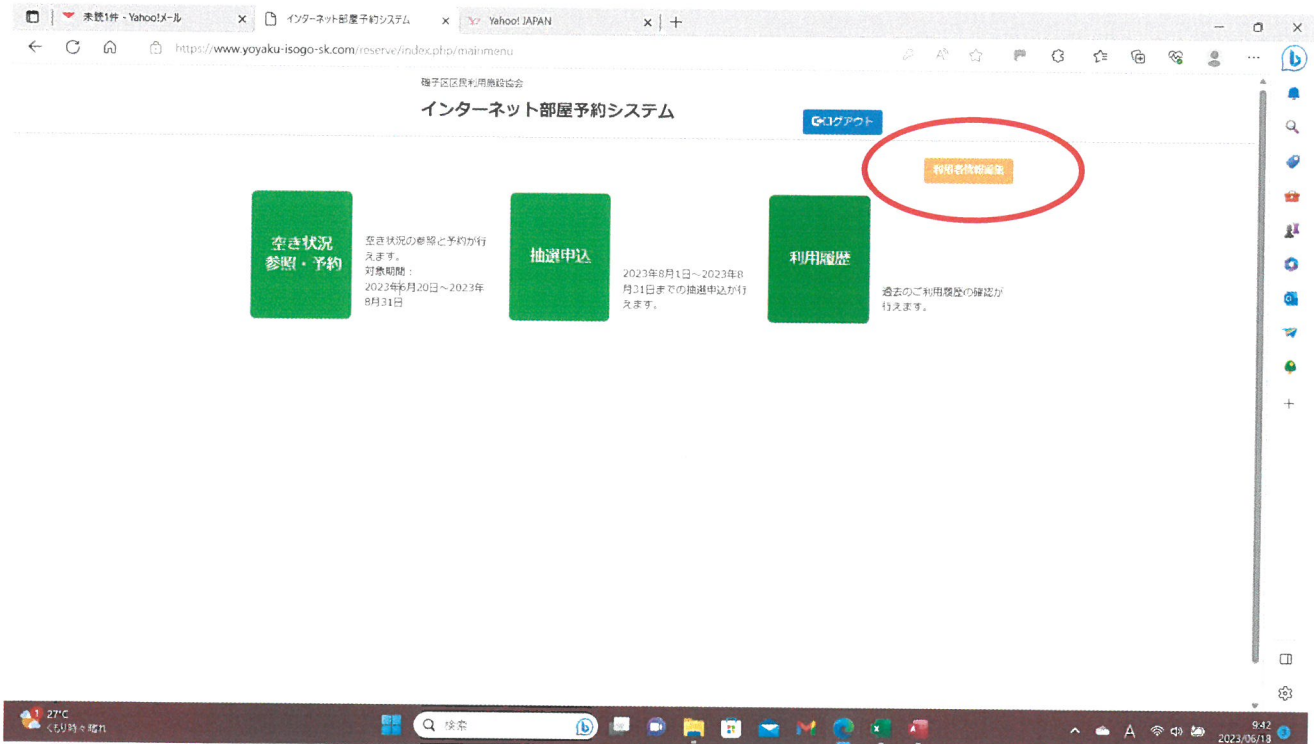 未読1件 - Yahoo!メール
インターネット部屋予約システム
Yahoo! JAPAN
https://www.yoyaku-isogo-sk.com/reserve/index.php/mainmenu
磯子区区民利用施設協会
インターネット部屋予約システム
ログアウト
利用者情報編集
空き状況
参照・予約
空き状況の参照と予約が行
えます。
対象期間：
2023年6月20日～2023年
8月31日
抽選申込
2023年8月1日～2023年8
月31日までの抽選申込が行
えます。
利用履歴
過去のご利用履歴の確認が
行えます。
1
27°C
くもり時々晴れ
検索
A
9:42
2023/06/18